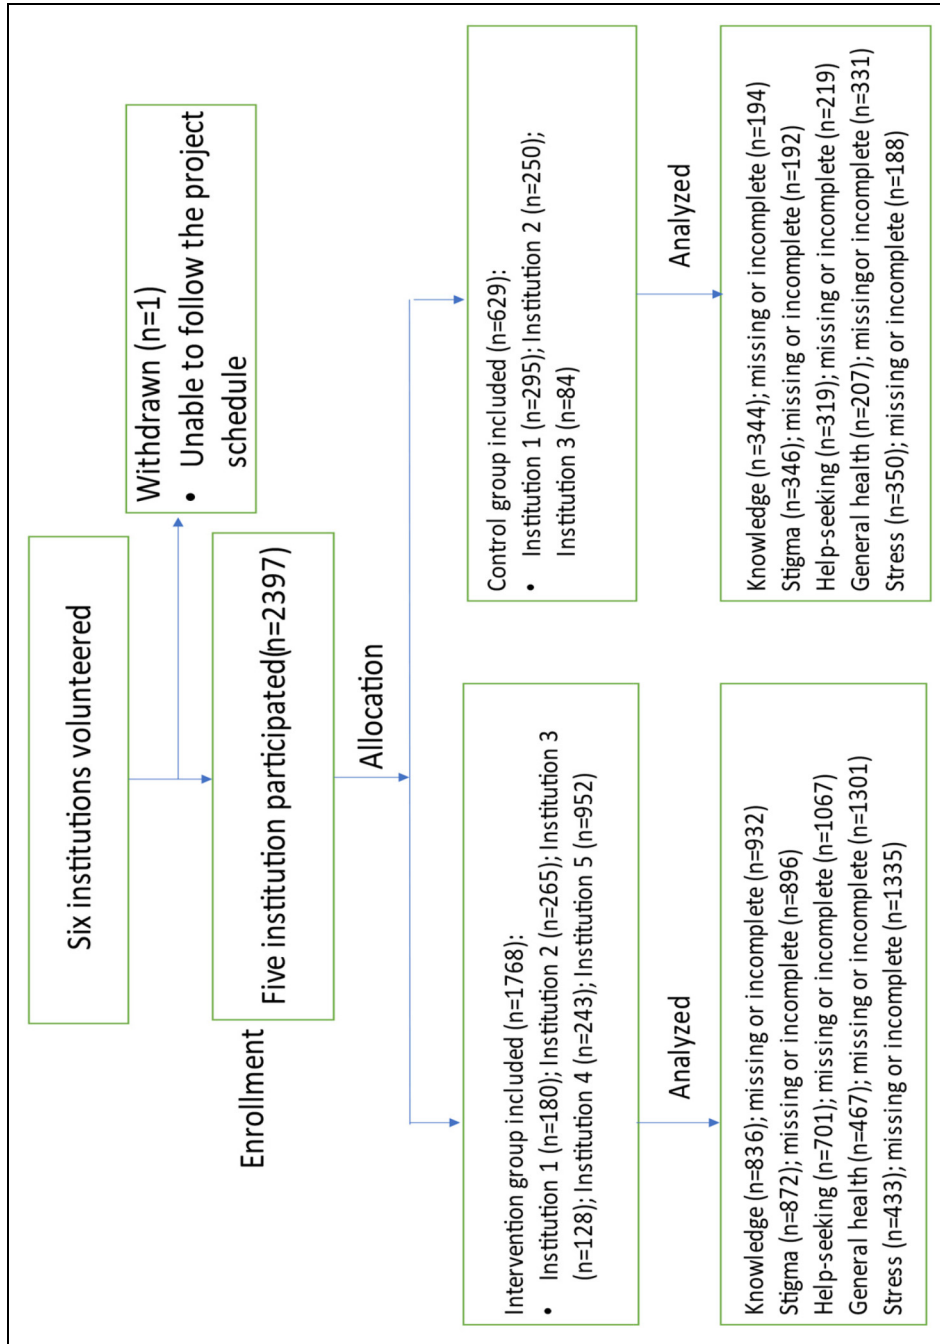 Six institutions volunteered
Withdrawn (n=1)
• Unable to follow the project
schedule
Enrollment
Five institution participated(n=2397)
Allocation
Intervention group included (n=1768):
• Institution 1 (n=180); Institution 2 (n=265); Institution 3
(n=128); Institution 4 (n=243); Institution 5 (n=952)
Control group included (n=629):
• Institution 1 (n=295); Institution 2 (n=250);
Institution 3 (n=84)
Analyzed
Analyzed
Knowledge (n=836); missing or incomplete (n=932)
Stigma (n=872); missing or incomplete (n=896)
Help-seeking (n=701); missing or incomplete (n=1067)
General health (n=467); missing or incomplete (n=1301)
Stress (n=433); missing or incomplete (n=1335)
Knowledge (n=344); missing or incomplete (n=194)
Stigma (n=346); missing or incomplete (n=192)
Help-seeking (n=319); missing or incomplete (n=219)
General health (n=207); missingor incomplete (n=331)
Stress (n=350); missing or incomplete (n=188)